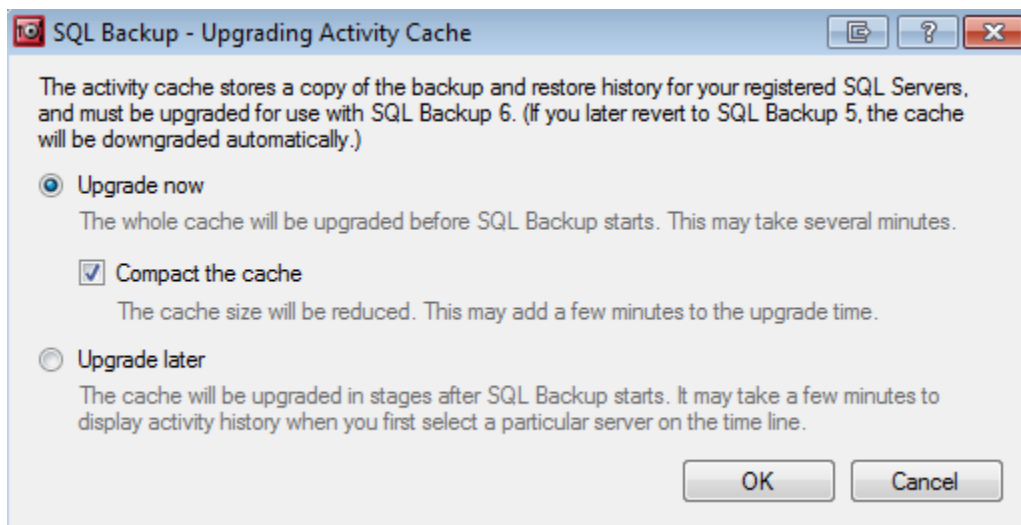 SQL Backup - Upgrading Activity Cache
The activity cache stores a copy of the backup and restore history for your registered SQL Servers,
and must be upgraded for use with SQL Backup 6. (If you later revert to SQL Backup 5, the cache
will be downgraded automatically.)
Upgrade now
The whole cache will be upgraded before SQL Backup starts. This may take several minutes.
Compact the cache
The cache size will be reduced. This may add a few minutes to the upgrade time.
Upgrade later
The cache will be upgraded in stages after SQL Backup starts. It may take a few minutes to
display activity history when you first select a particular server on the time line.
OK Cancel